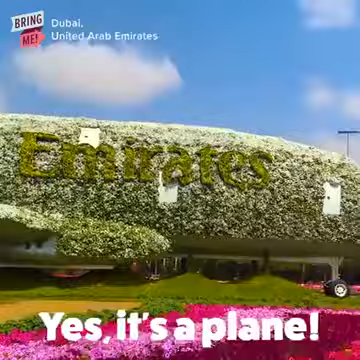 BRING
ME!
Dubai,
United Arab Emirates
Emirates
Yes, it's a plane!